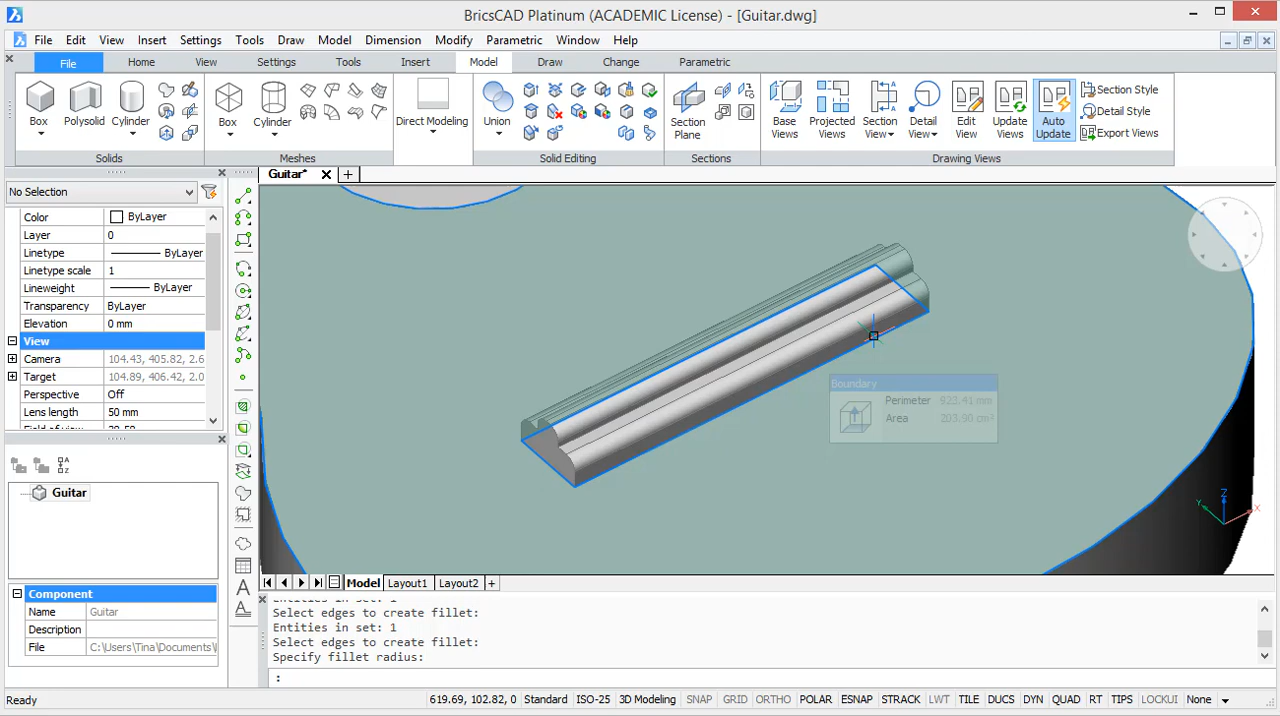 BricsCAD Platinum (ACADEMIC License) - [Guitar.dwg]
File Edit View Insert Settings Tools Draw Model Dimension Modify Parametric Window Help
File Home View Settings Tools Insert Model Draw Change Parametric
Box Polysolid Cylinder Box Cylinder Direct Modeling Union Section Plane Base Views Projected Views Section View Detail View Edit View Update Views Auto Update
Section Style
Detail Style
Export Views
Solids Meshes Solid Editing Sections Drawing Views
Guitar*
No Selection
Color ByLayer
Layer 0
Linetype ByLayer
Linetype scale 1
Lineweight ByLayer
Transparency ByLayer
Elevation 0 mm
View
Camera 104.43, 405.82, 2.6
Target 104.89, 406.42, 2.0
Perspective Off
Lens length 50 mm
Guitar
Component
Name Guitar
Description
File C:\Users\Tina\Documents\
Boundary
Perimeter 923.41 mm
Area 203.90 cm²
Z
Y
X
Model Layout1 Layout2 +
Entities in set: 1
Select edges to create fillet:
Entities in set: 1
Select edges to create fillet:
Specify fillet radius:
:
Ready 619.69, 102.82, 0 Standard ISO-25 3D Modeling SNAP GRID ORTHO POLAR ESNAP STRACK LWT TILE DUCS DYN QUAD RT TIPS LOCKUI None